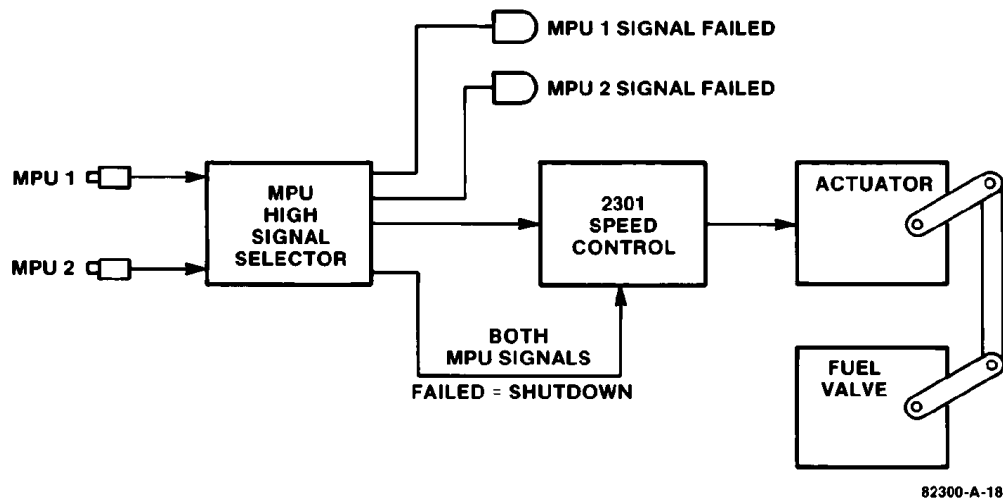 MPU 1 SIGNAL FAILED
MPU 2 SIGNAL FAILED
MPU 1
MPU 2
MPU
HIGH
SIGNAL
SELECTOR
2301
SPEED
CONTROL
ACTUATOR
BOTH
MPU SIGNALS
FAILED = SHUTDOWN
FUEL
VALVE
82300-A-18